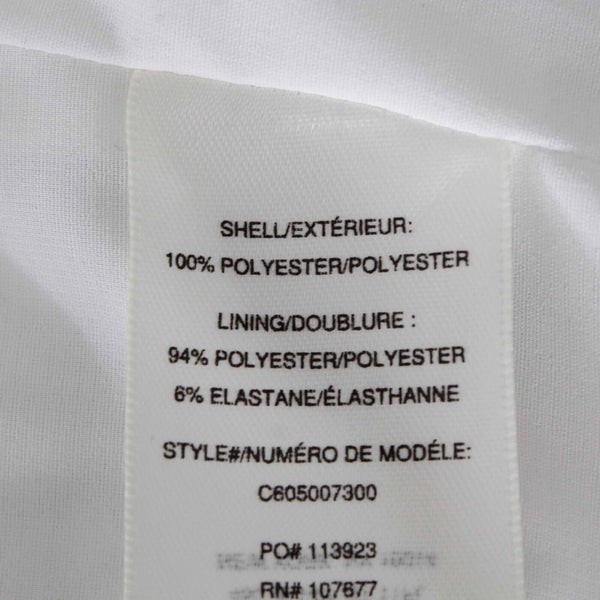 SHELL/EXTÉRIEUR:
100% POLYESTER/POLYESTER
LINING/DOUBLURE :
94% POLYESTER/POLYESTER
6% ELASTANE/ÉLASTHANNE
STYLE#/NUMÉRO DE MODÉLE:
C605007300
PO# 113923
RN# 107677